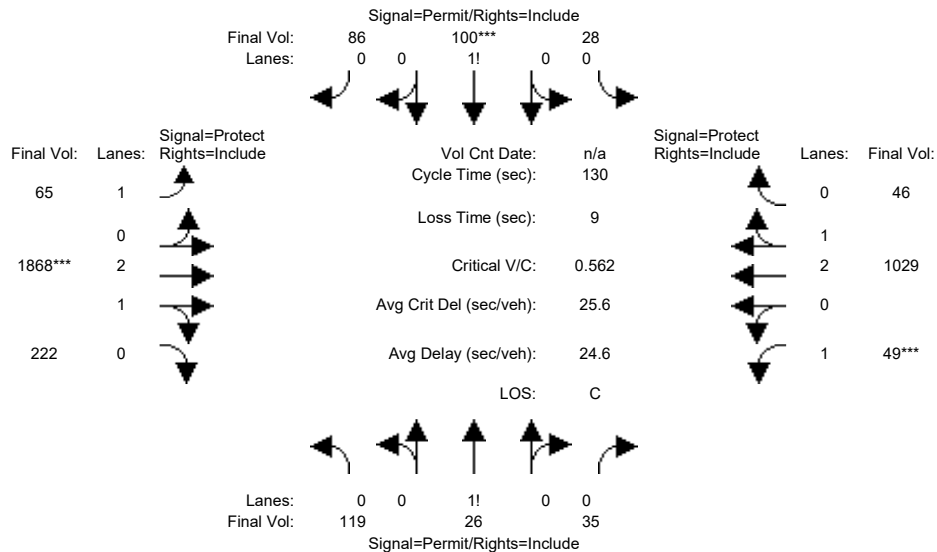 Signal=Permit/Rights=Include
Final Vol: 86 100*** 28
Lanes: 0 0 1! 0 0
Signal=Protect Signal=Protect
Final Vol: Lanes: Rights=Include Vol Cnt Date: n/a Rights=Include Lanes: Final Vol:
Cycle Time (sec): 130
65 1 0 46
Loss Time (sec): 9
0 1
1868*** 2 Critical V/C: 0.562 2 1029
1 Avg Crit Del (sec/veh): 25.6 0
222 0 Avg Delay (sec/veh): 24.6 1 49***
LOS: C
Lanes: 0 0 1! 0 0
Final Vol: 119 26 35
Signal=Permit/Rights=Include